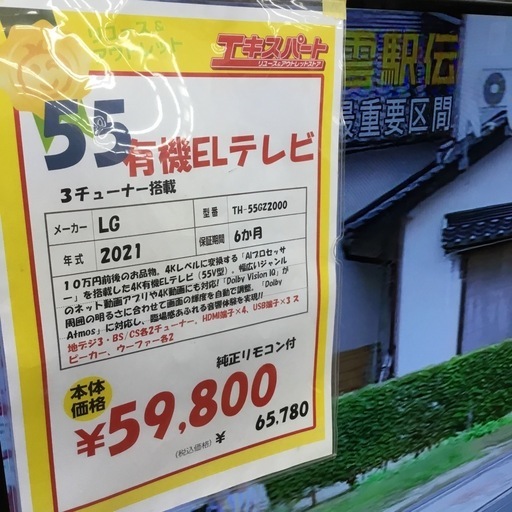 リユース&
アウトレット
エキスパート
リユース&アウトレットストア
55
有機ELテレビ
3チューナー搭載
メーカー LG 型番 TH-55GZ2000
年式 2021 保証期間 6か月
10万円前後のお品物。4Kレベルに変換する「AIプロセッサ
ー」を搭載した4K有機ELテレビ(55V型)。幅広いジャンル
のネット動画アプリや4K動画にも対応!「Dolby Vision IQ」が
周囲の明るさに合わせて画面の輝度を自動で調整。「Dolby
Atmos」に対応し、臨場感あふれる音響体験を実現!!
地デジ3・BS/CS各2チューナー、HDMI端子×4、USB端子×3 ス
ピーカー、ウーファー各2
純正リモコン付
本体
価格
¥59,800
(税込価格) ¥ 65,780
雪駅伝
最重要区間